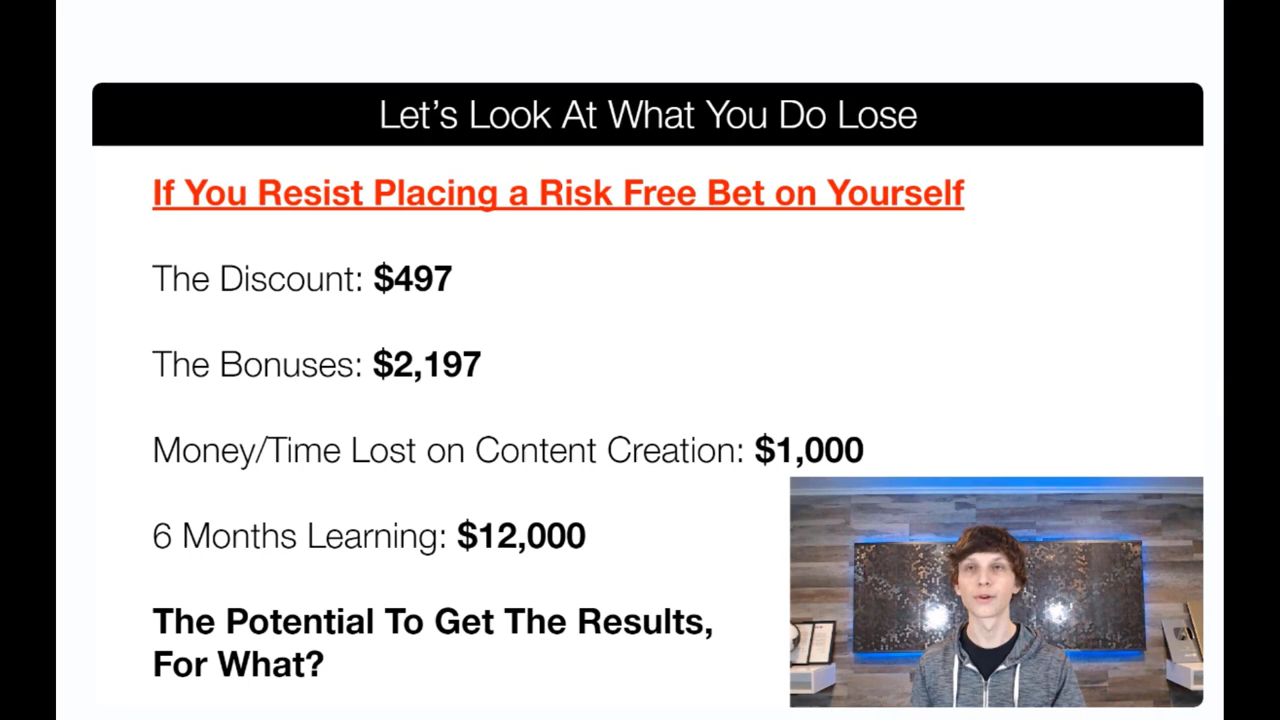 Let’s Look At What You Do Lose
If You Resist Placing a Risk Free Bet on Yourself
The Discount: $497
The Bonuses: $2,197
Money/Time Lost on Content Creation: $1,000
6 Months Learning: $12,000
The Potential To Get The Results,
For What?